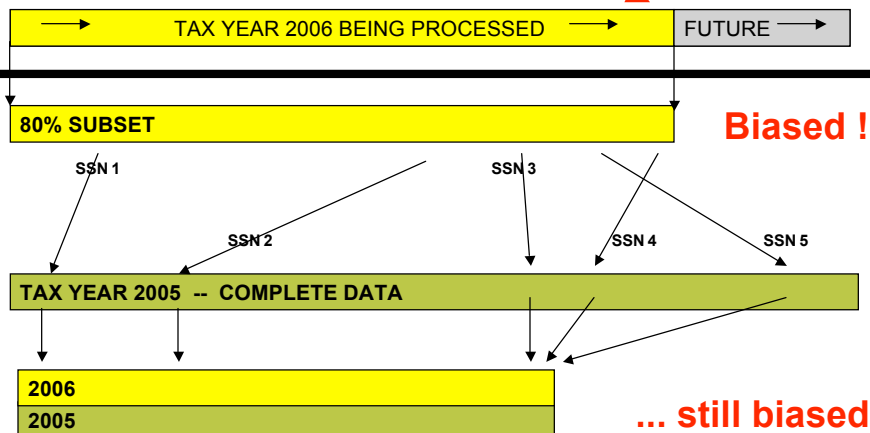 TAX YEAR 2006 BEING PROCESSED FUTURE
80% SUBSET
Biased !
SSN 1
SSN 3
SSN 2
SSN 4
SSN 5
TAX YEAR 2005 -- COMPLETE DATA
2006
2005
... still biased